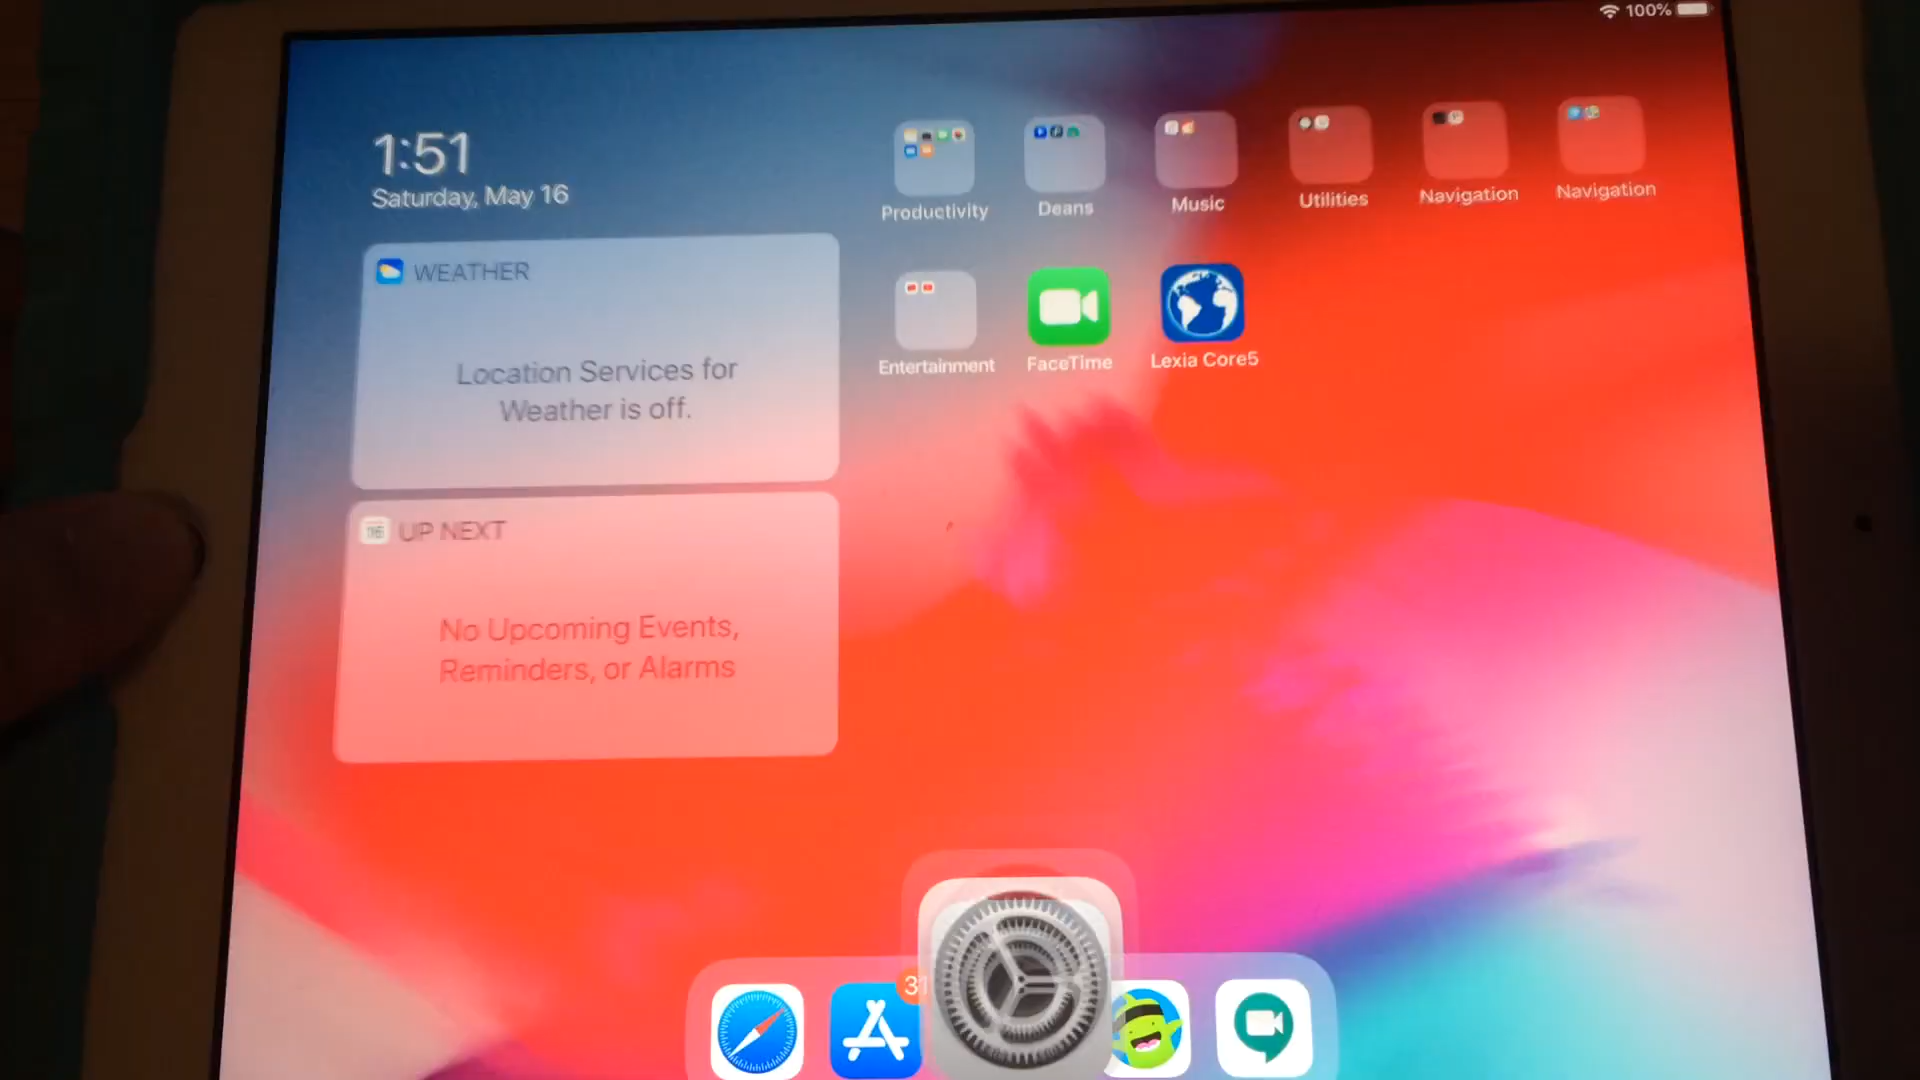 100%
1:51
Saturday, May 16
WEATHER
Location Services for
Weather is off.
UP NEXT
No Upcoming Events,
Reminders, or Alarms
Productivity
Deans
Music
Utilities
Navigation
Navigation
Entertainment
FaceTime
Lexia Core5